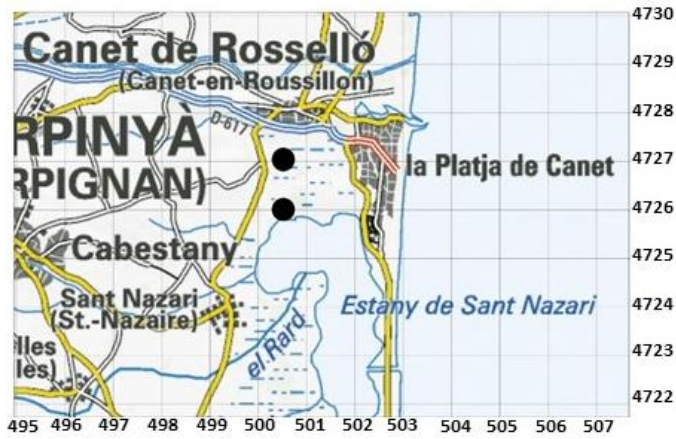 4730
Canet de Rosselló
(Canet-en-Roussillon)
4729
4728
D-617
RPINYÀ
RPIGNAN)
4727
la Platja de Canet
4726
Cabestany
4725
Sant Nazari
(St.-Nazaire)
Estany de Sant Nazari
4724
el Rard
lles
les)
4723
4722
495 496 497 498 499 500 501 502 503 504 505 506 507